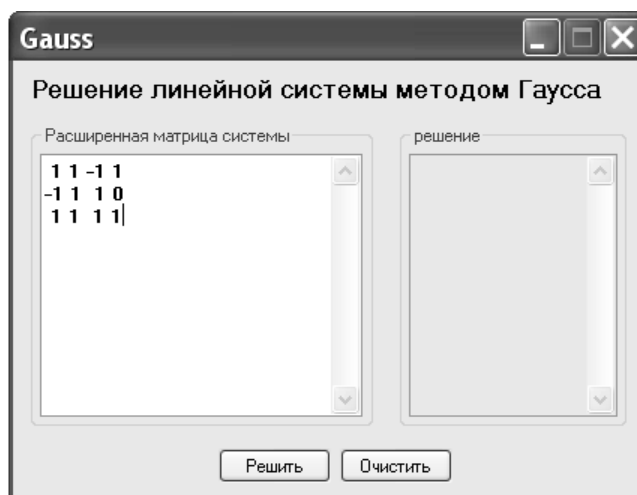 Gauss
Решение линейной системы методом Гаусса
Расширенная матрица системы
решение
1 1 -1 1
-1 1 1 0
1 1 1 1
Решить
Очистить